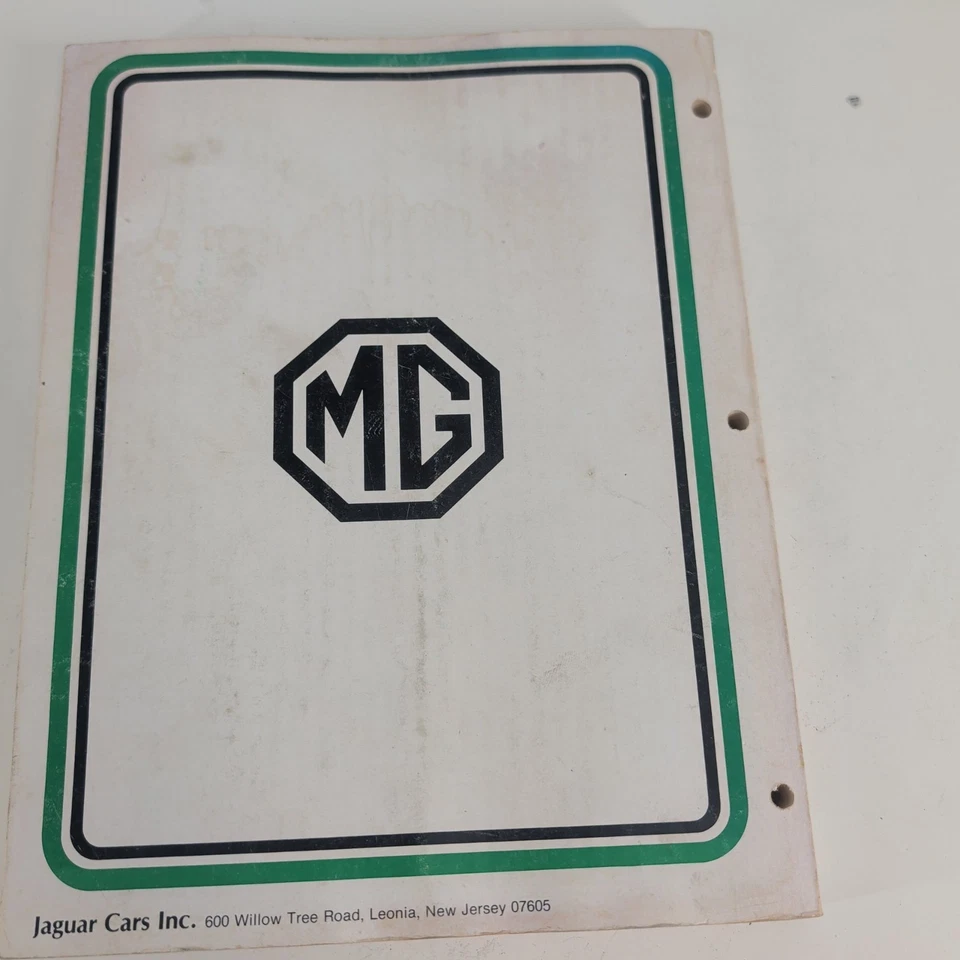 MG
Jaguar Cars Inc. 600 Willow Tree Road, Leonia, New Jersey 07605